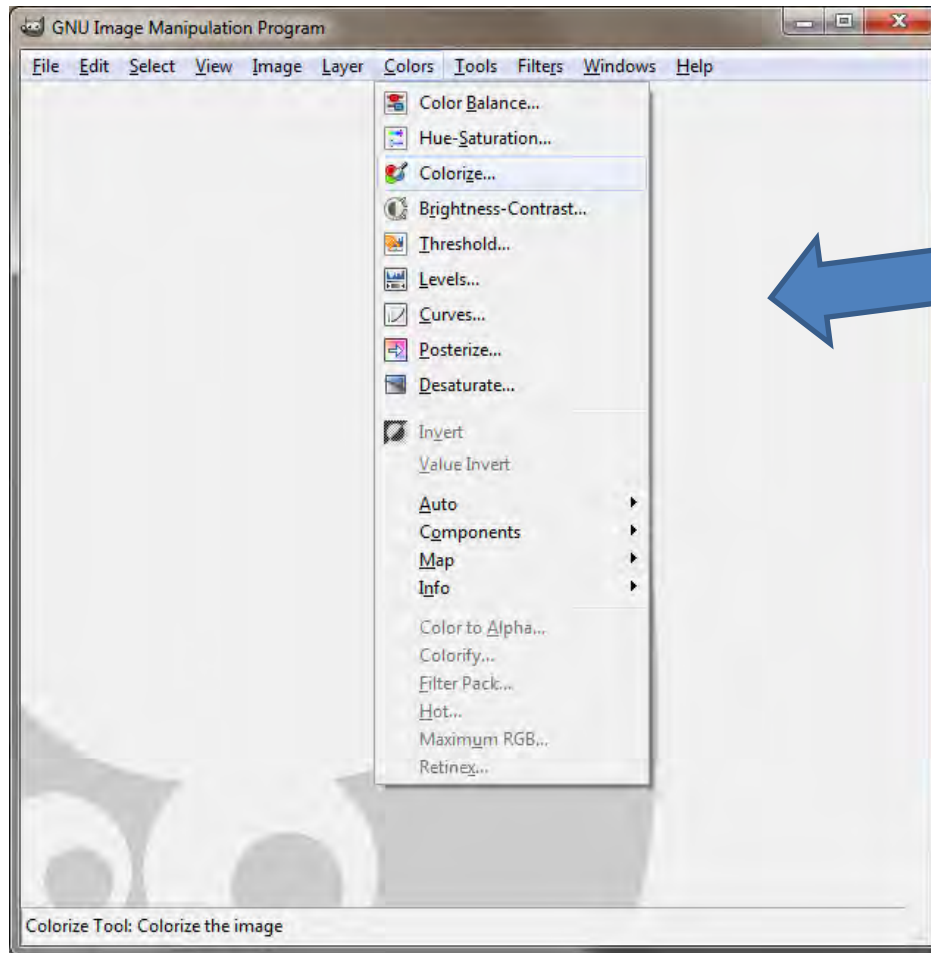 GNU Image Manipulation Program
File Edit Select View Image Layer Colors Tools Filters Windows Help
Color Balance...
Hue-Saturation...
Colorize...
Brightness-Contrast...
Threshold...
Levels...
Curves...
Posterize...
Desaturate...
Invert
Value Invert
Auto
Components
Map
Info
Color to Alpha...
Colorify...
Filter Pack...
Hot...
Maximum RGB...
Retinex...
Colorize Tool: Colorize the image